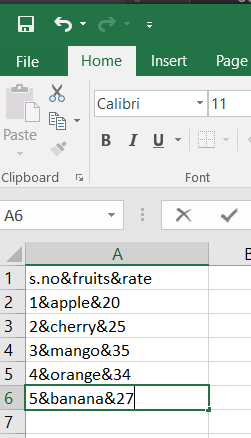 File
Home
Insert
Page
Paste
Calibri
11
B I U
Clipboard
Font
A6
A
1 s.no&fruits&rate
2 1&apple&20
3 2&cherry&25
4 3&mango&35
5 4&orange&34
6 5&banana&27
7